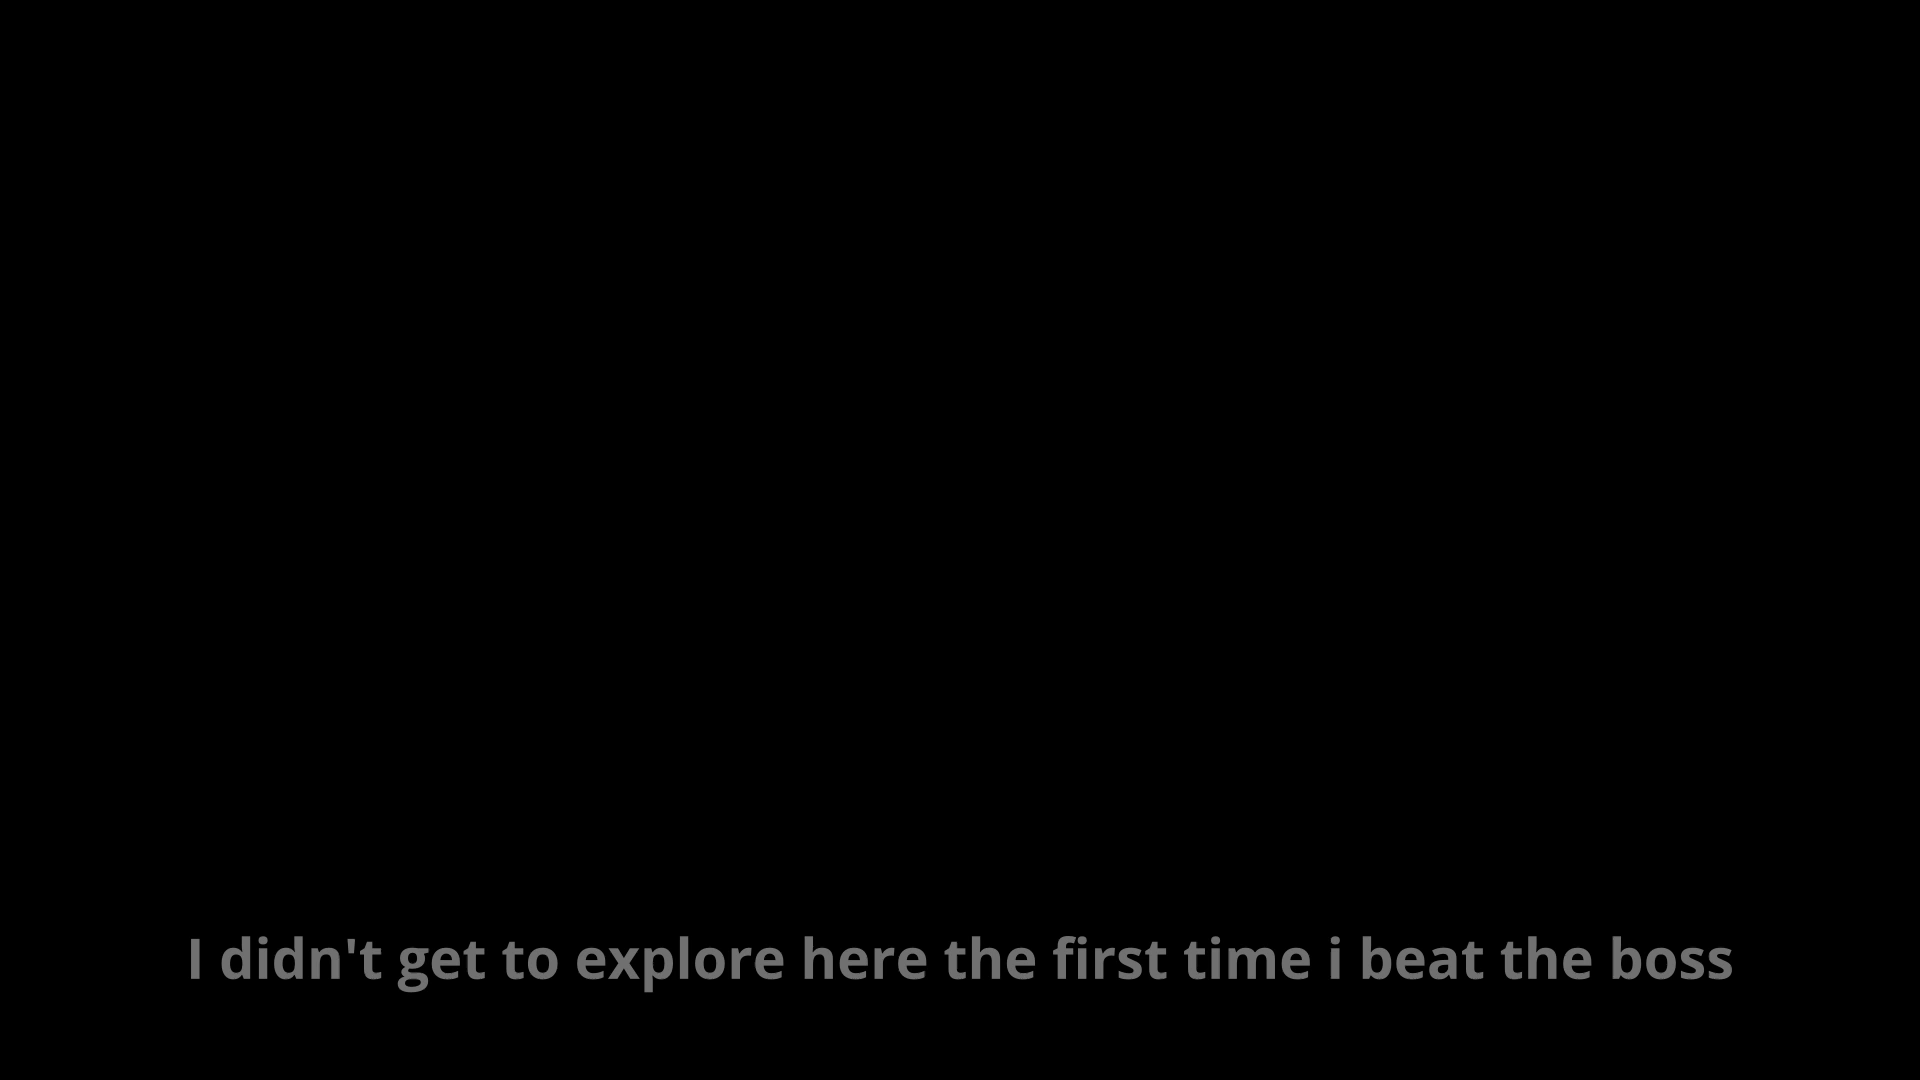 I didn't get to explore here the first time i beat the boss